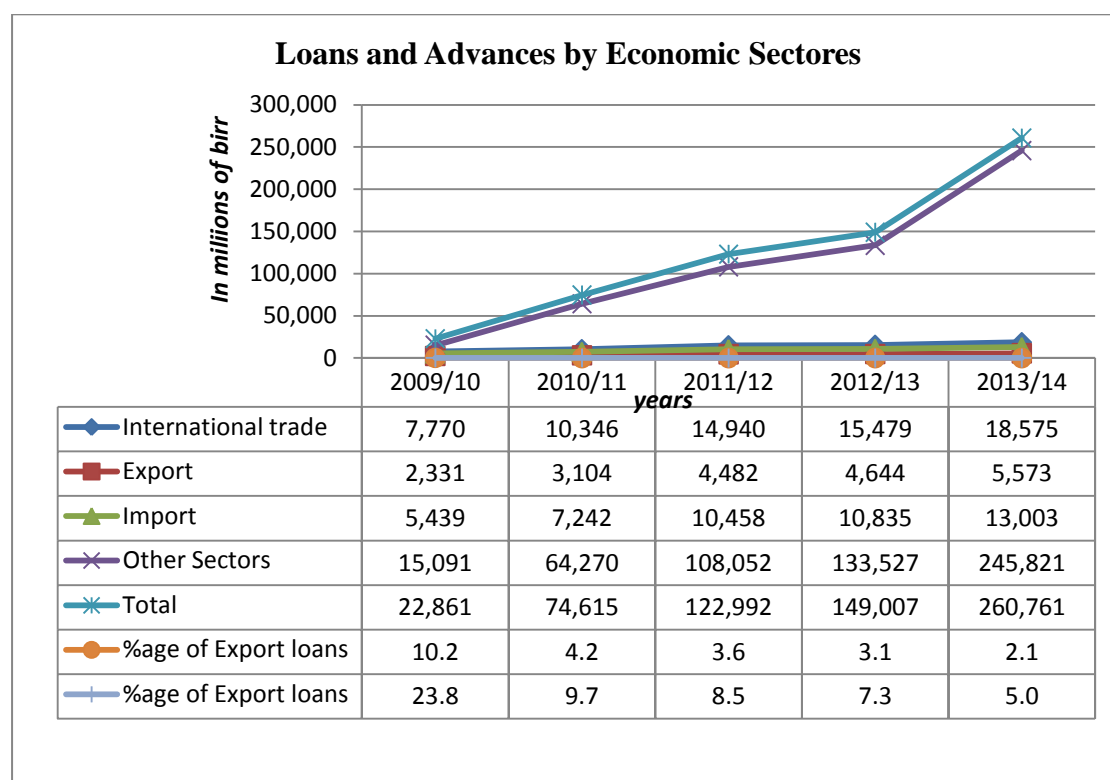 Loans and Advances by Economic Sectores
In miliions of birr
300,000
250,000
200,000
150,000
100,000
50,000
0
2009/10 2010/11 2011/12 2012/13 2013/14
years
International trade 7,770 10,346 14,940 15,479 18,575
Export 2,331 3,104 4,482 4,644 5,573
Import 5,439 7,242 10,458 10,835 13,003
Other Sectors 15,091 64,270 108,052 133,527 245,821
Total 22,861 74,615 122,992 149,007 260,761
%age of Export loans 10.2 4.2 3.6 3.1 2.1
%age of Export loans 23.8 9.7 8.5 7.3 5.0